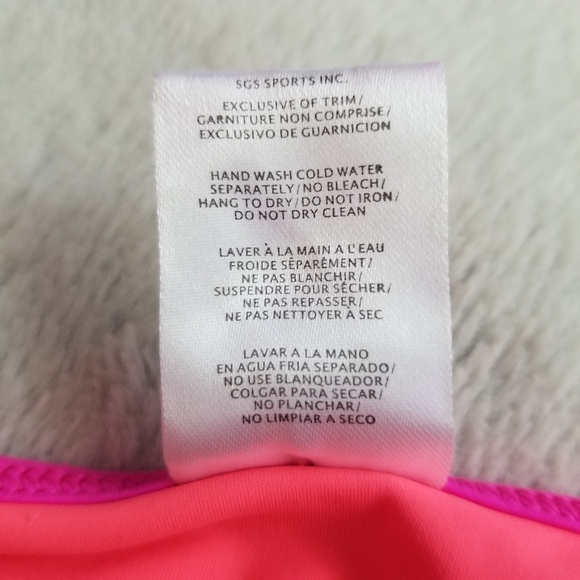 SGS SPORTS INC.
EXCLUSIVE OF TRIM/
GARNITURE NON COMPRISE/
EXCLUSIVO DE GUARNICION
HAND WASH COLD WATER
SEPARATELY/NO BLEACH/
HANG TO DRY/DO NOT IRON/
DO NOT DRY CLEAN
LAVER À LA MAIN A L'EAU
FROIDE SÉPARÉMENT/
NE PAS BLANCHIR/
SUSPENDRE POUR SÉCHER/
NE PAS REPASSER/
NE PAS NETTOYER À SEC
LAVAR A LA MANO
EN AGUA FRIA SEPARADO/
NO USE BLANQUEADOR/
COLGAR PARA SECAR/
NO PLANCHAR/
NO LIMPIAR A SECO